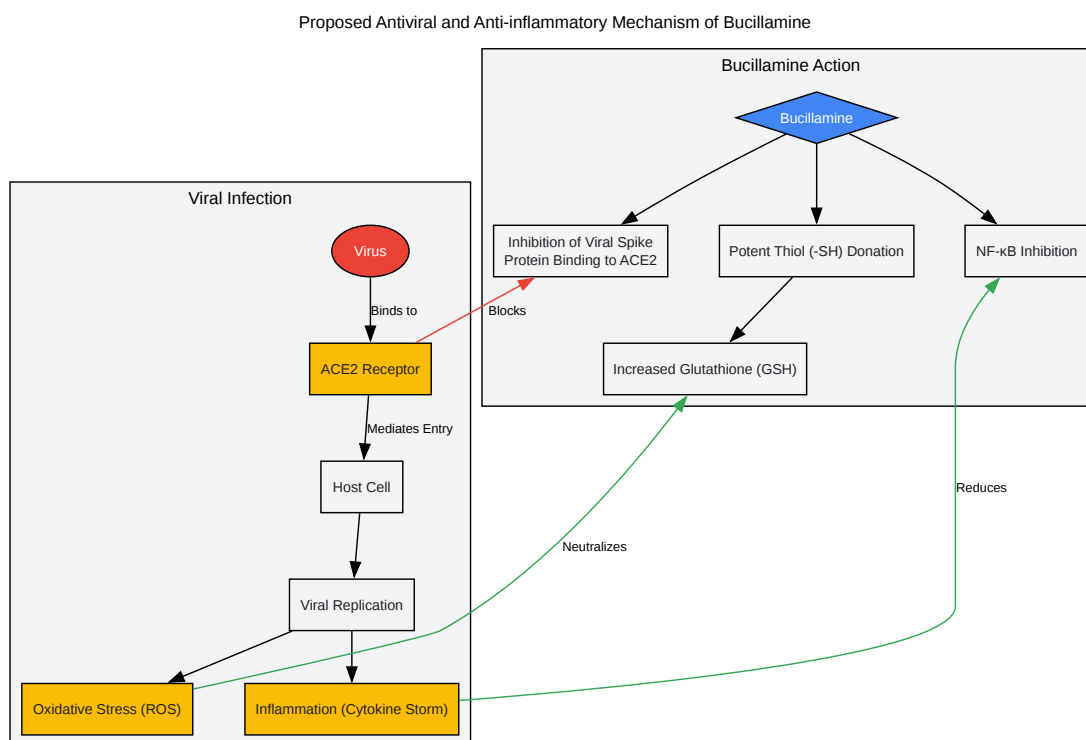 Proposed Antiviral and Anti-inflammatory Mechanism of Bucillamine
Bucillamine Action
Bucillamine
Viral Infection
Virus
Inhibition of Viral Spike
Protein Binding to ACE2
Potent Thiol (-SH) Donation
NF-κB Inhibition
Binds to
Blocks
ACE2 Receptor
Increased Glutathione (GSH)
Mediates Entry
Host Cell
Reduces
Neutralizes
Viral Replication
Oxidative Stress (ROS)
Inflammation (Cytokine Storm)